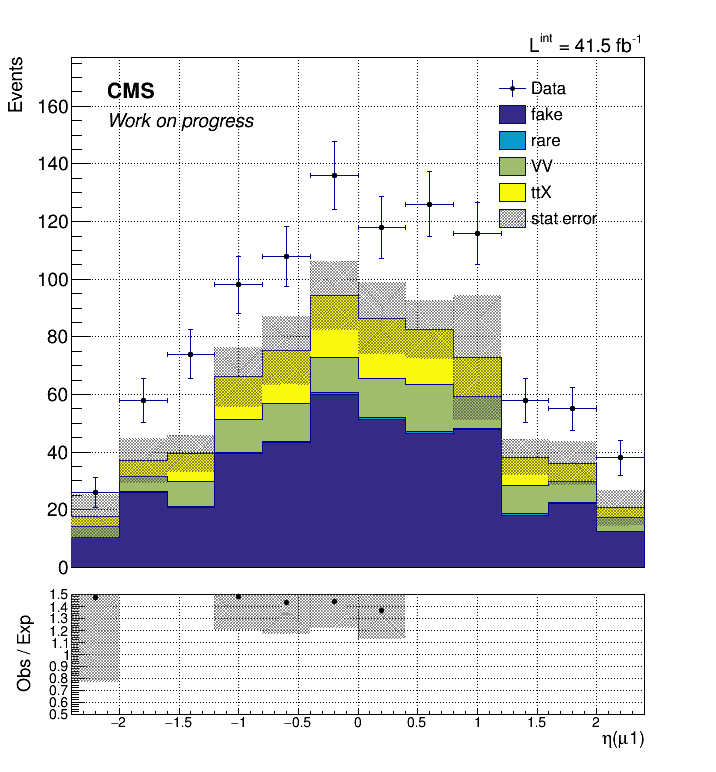 L^int = 41.5 fb^-1
Events
CMS
Work on progress
Data
fake
rare
VV
ttX
stat error
160
140
120
100
80
60
40
20
0
Obs / Exp
1.5
1.4
1.3
1.2
1.1
1
0.9
0.8
0.7
0.6
0.5
−2 −1.5 −1 −0.5 0 0.5 1 1.5 2
η(μ1)